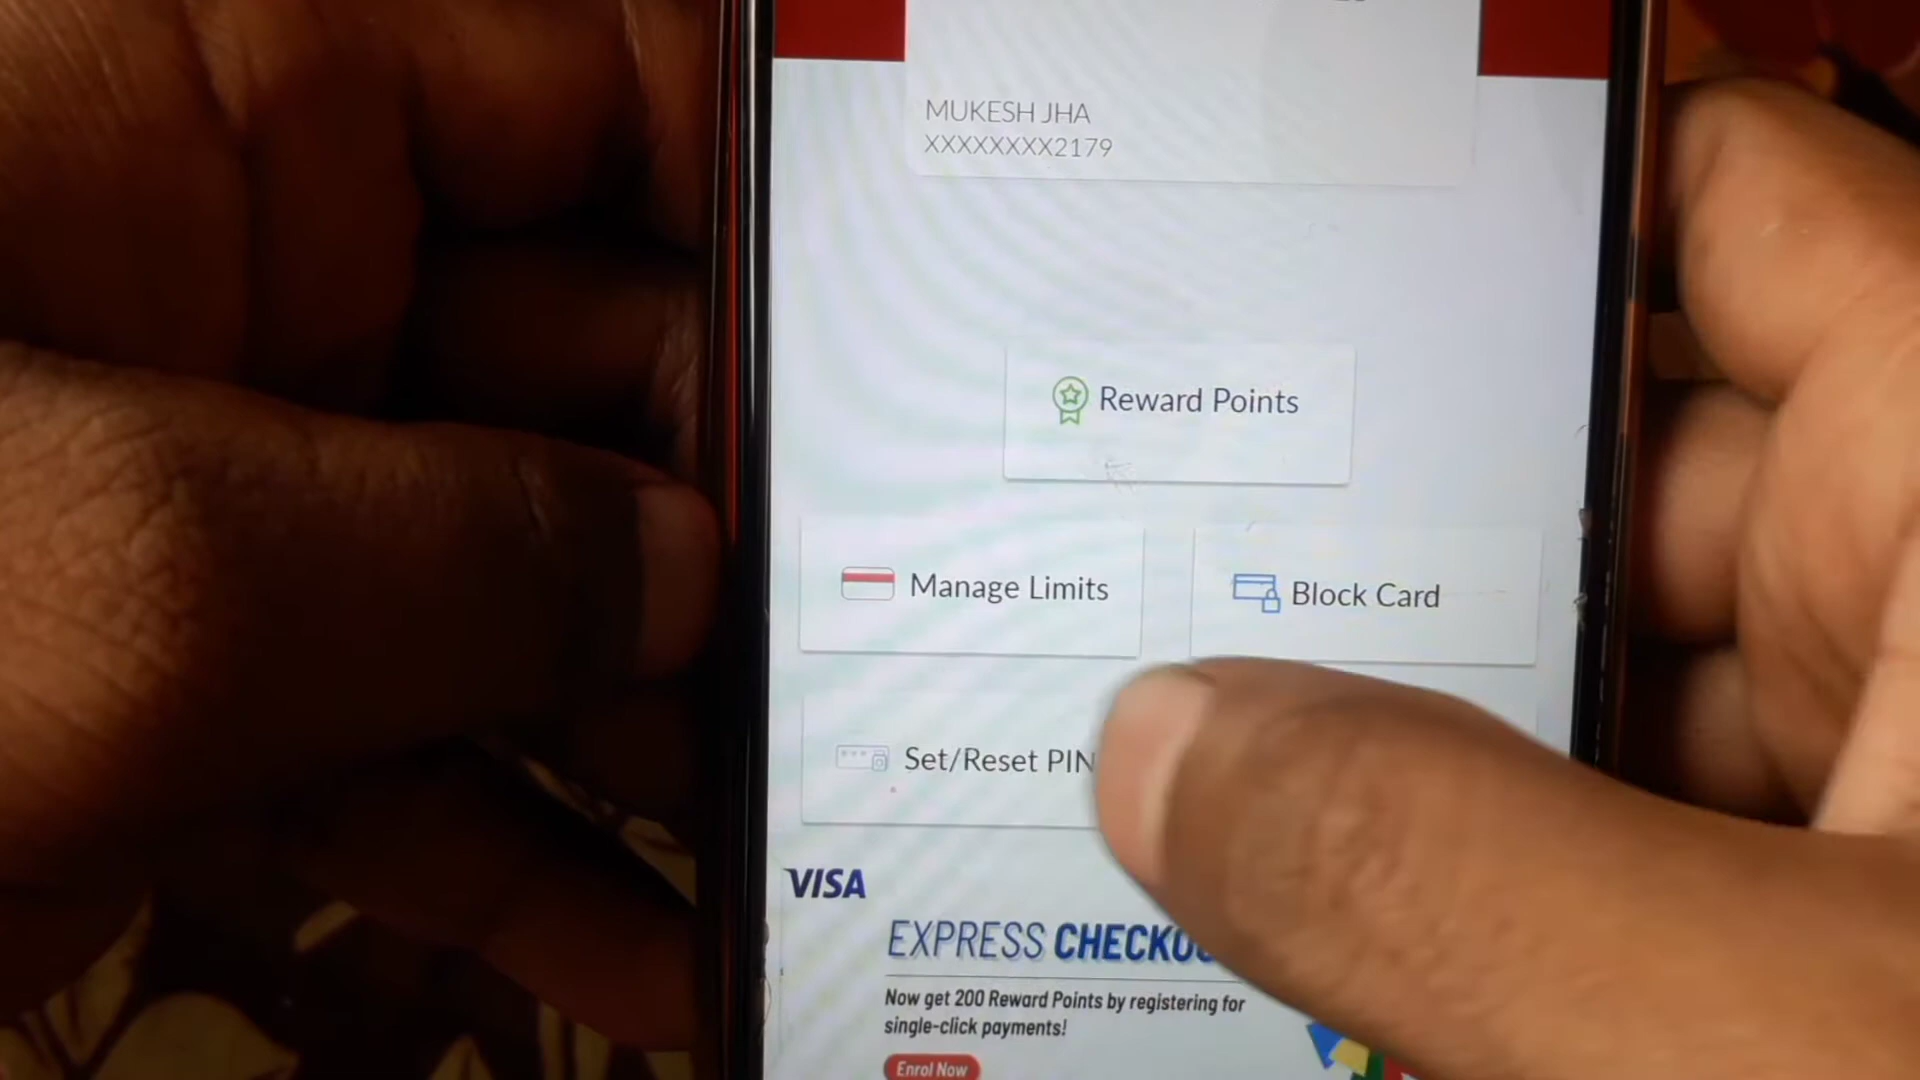 MUKESH JHA
XXXXXXXX2179
Reward Points
Manage Limits
Block Card
Set/Reset PIN
VISA
EXPRESS
Now get 200 Reward Points by registering for
single-click payments!
Enrol Now